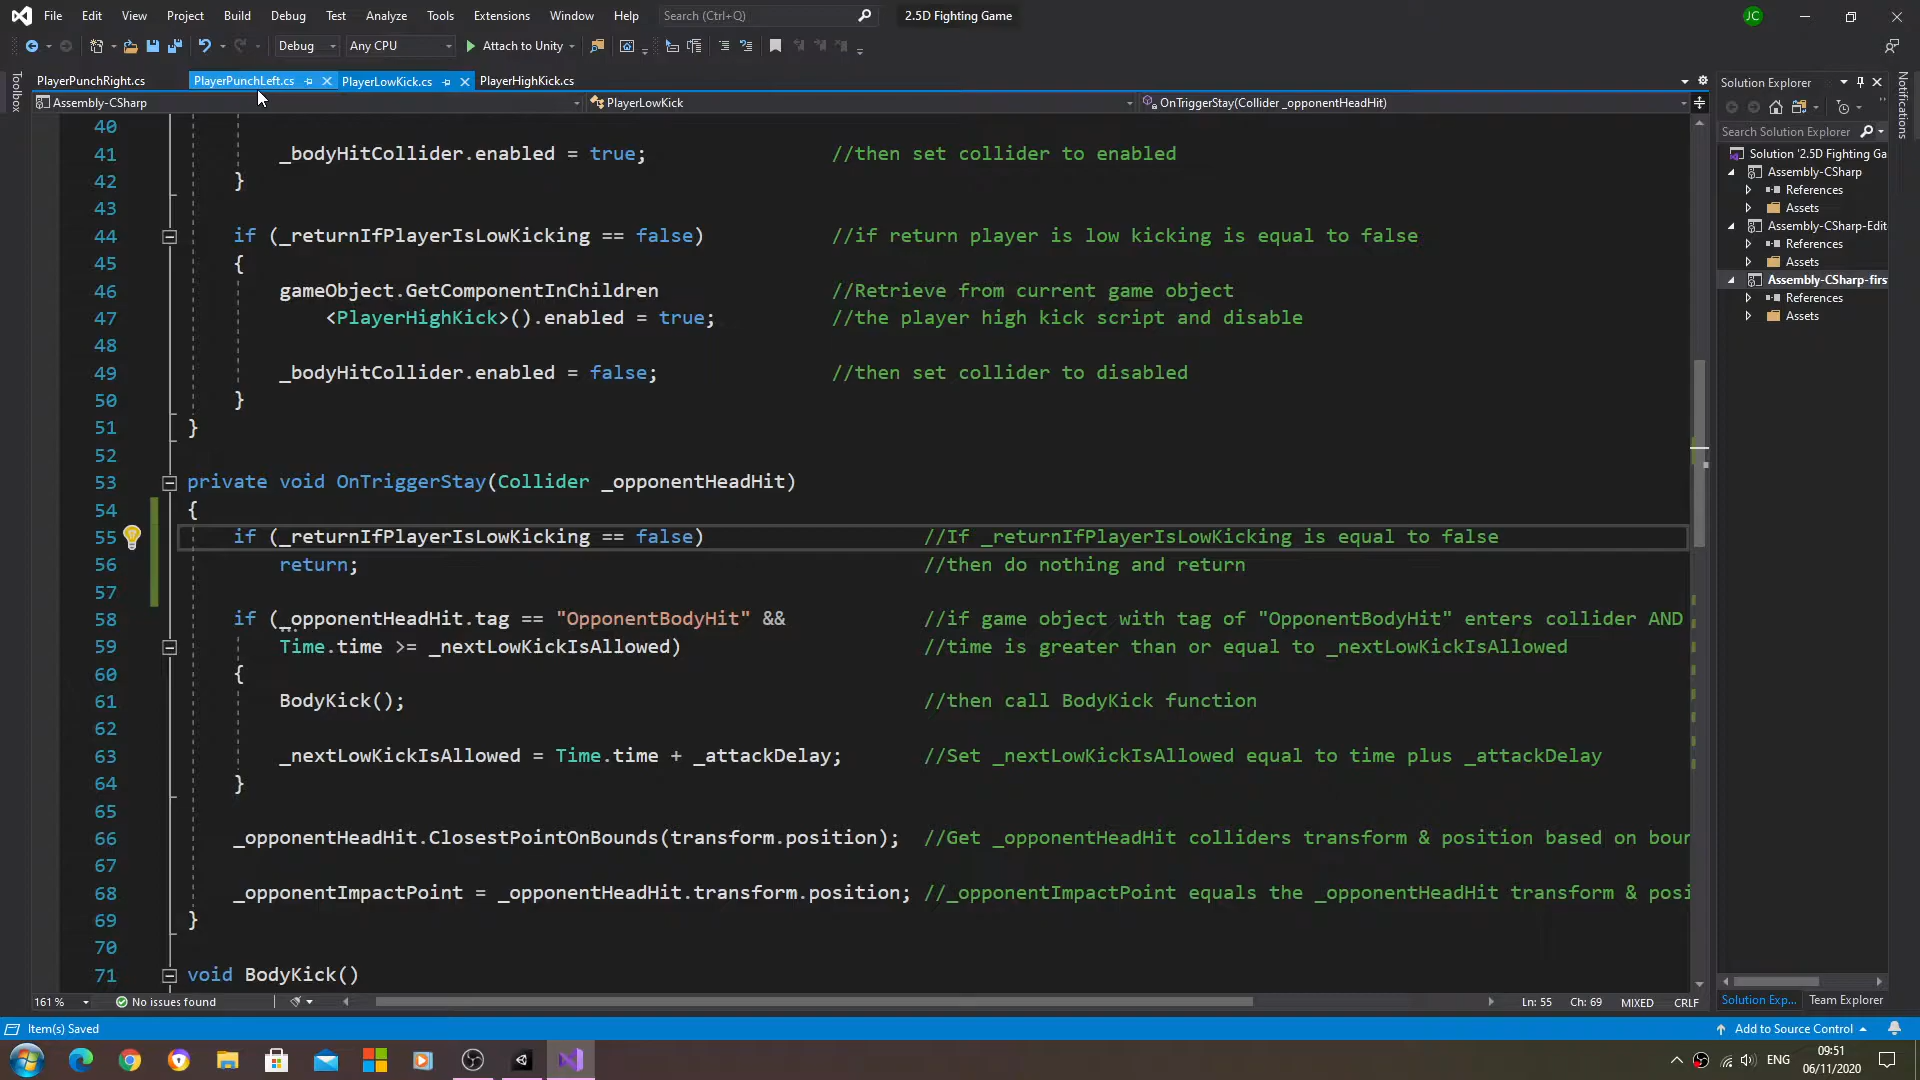 File Edit View Project Build Debug Test Analyze Tools Extensions Window Help Search (Ctrl+Q) 2.5D Fighting Game JC
Debug Any CPU Attach to Unity
PlayerPunchRight.cs PlayerPunchLeft.cs PlayerLowKick.cs PlayerHighKick.cs
Assembly-CSharp PlayerLowKick OnTriggerStay(Collider _opponentHeadHit)
Toolbox
40
41 _bodyHitCollider.enabled = true; //then set collider to enabled
42 }
43
44 if (_returnIfPlayerIsLowKicking == false) //if return player is low kicking is equal to false
45 {
46 gameObject.GetComponentInChildren //Retrieve from current game object
47 <PlayerHighKick>().enabled = true; //the player high kick script and disable
48
49 _bodyHitCollider.enabled = false; //then set collider to disabled
50 }
51 }
52
53 private void OnTriggerStay(Collider _opponentHeadHit)
54 {
55 if (_returnIfPlayerIsLowKicking == false) //If _returnIfPlayerIsLowKicking is equal to false
56 return; //then do nothing and return
57
58 if (_opponentHeadHit.tag == "OpponentBodyHit" && //if game object with tag of "OpponentBodyHit" enters collider AND
59 Time.time >= _nextLowKickIsAllowed) //time is greater than or equal to _nextLowKickIsAllowed
60 {
61 BodyKick(); //then call BodyKick function
62
63 _nextLowKickIsAllowed = Time.time + _attackDelay; //Set _nextLowKickIsAllowed equal to time plus _attackDelay
64 }
65
66 _opponentHeadHit.ClosestPointOnBounds(transform.position); //Get _opponentHeadHit colliders transform & position based on boun
67
68 _opponentImpactPoint = _opponentHeadHit.transform.position; //_opponentImpactPoint equals the _opponentHeadHit transform & posi
69 }
70
71 void BodyKick()
161 % No issues found Ln: 55 Ch: 69 MIXED CRLF
Solution Explorer
Search Solution Explorer
Solution '2.5D Fighting Ga
Assembly-CSharp
References
Assets
Assembly-CSharp-Edit
References
Assets
Assembly-CSharp-firs
References
Assets
Solution Exp... Team Explorer
Notifications
Item(s) Saved Add to Source Control
ENG
09:51
06/11/2020